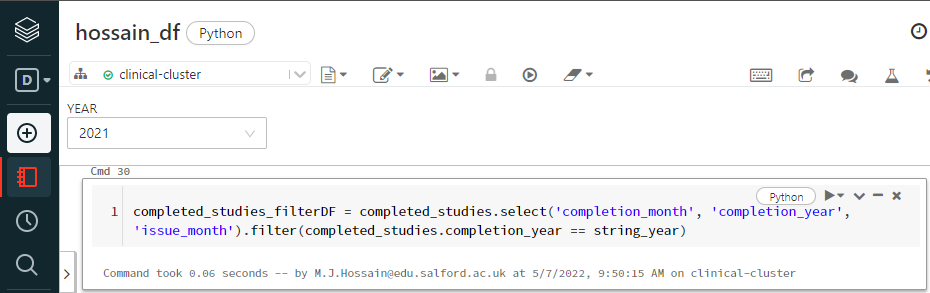 hossain_df Python
D
clinical-cluster
YEAR
2021
Cmd 30
Python
1 completed_studies_filterDF = completed_studies.select('completion_month', 'completion_year',
'issue_month').filter(completed_studies.completion_year == string_year)
Command took 0.06 seconds -- by M.J.Hossain@edu.salford.ac.uk at 5/7/2022, 9:50:15 AM on clinical-cluster